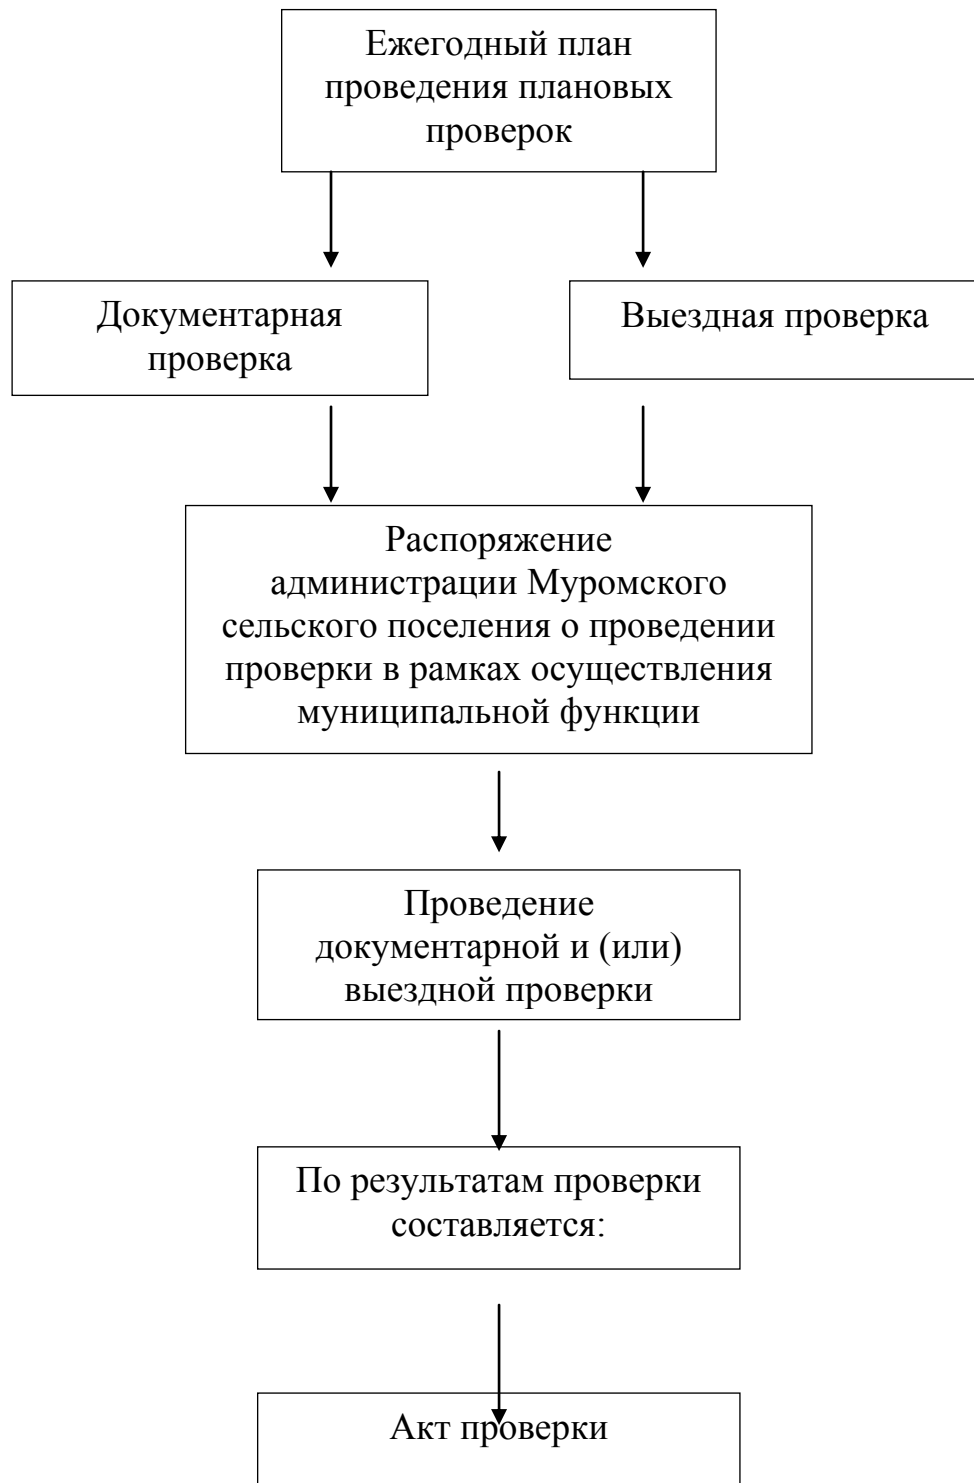 Ежегодный план
проведения плановых
проверок
Документарная
проверка
Выездная проверка
Распоряжение
администрации Муромского
сельского поселения о проведении
проверки в рамках осуществления
муниципальной функции
Проведение
документарной и (или)
выездной проверки
По результатам проверки
составляется:
Акт проверки